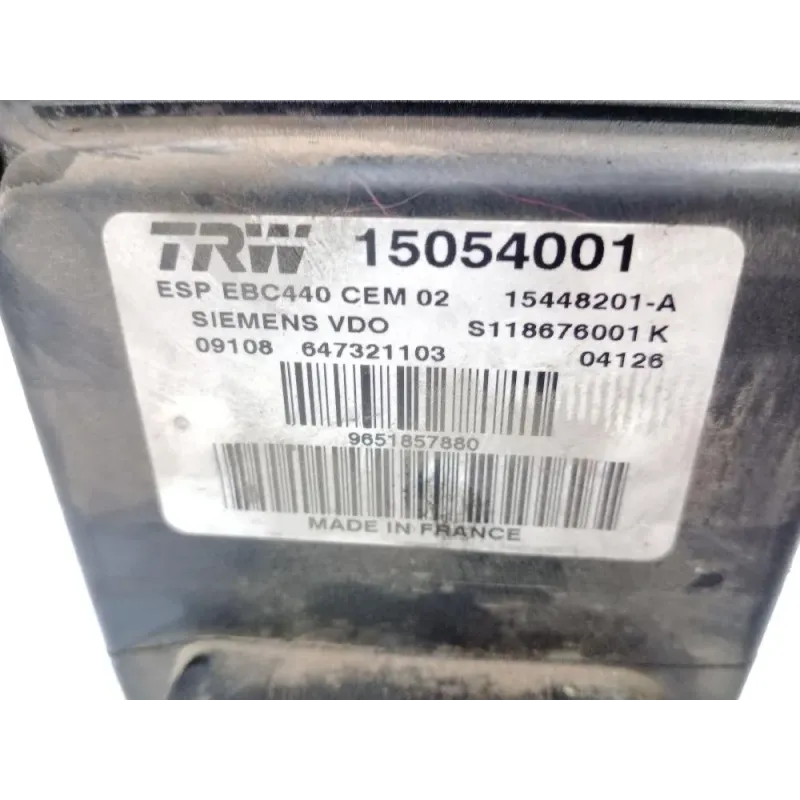 TRW 15054001
ESP EBC440 CEM 02 15448201-A
SIEMENS VDO S118676001 K
09108 647321103 04126
9651857880
MADE IN FRANCE